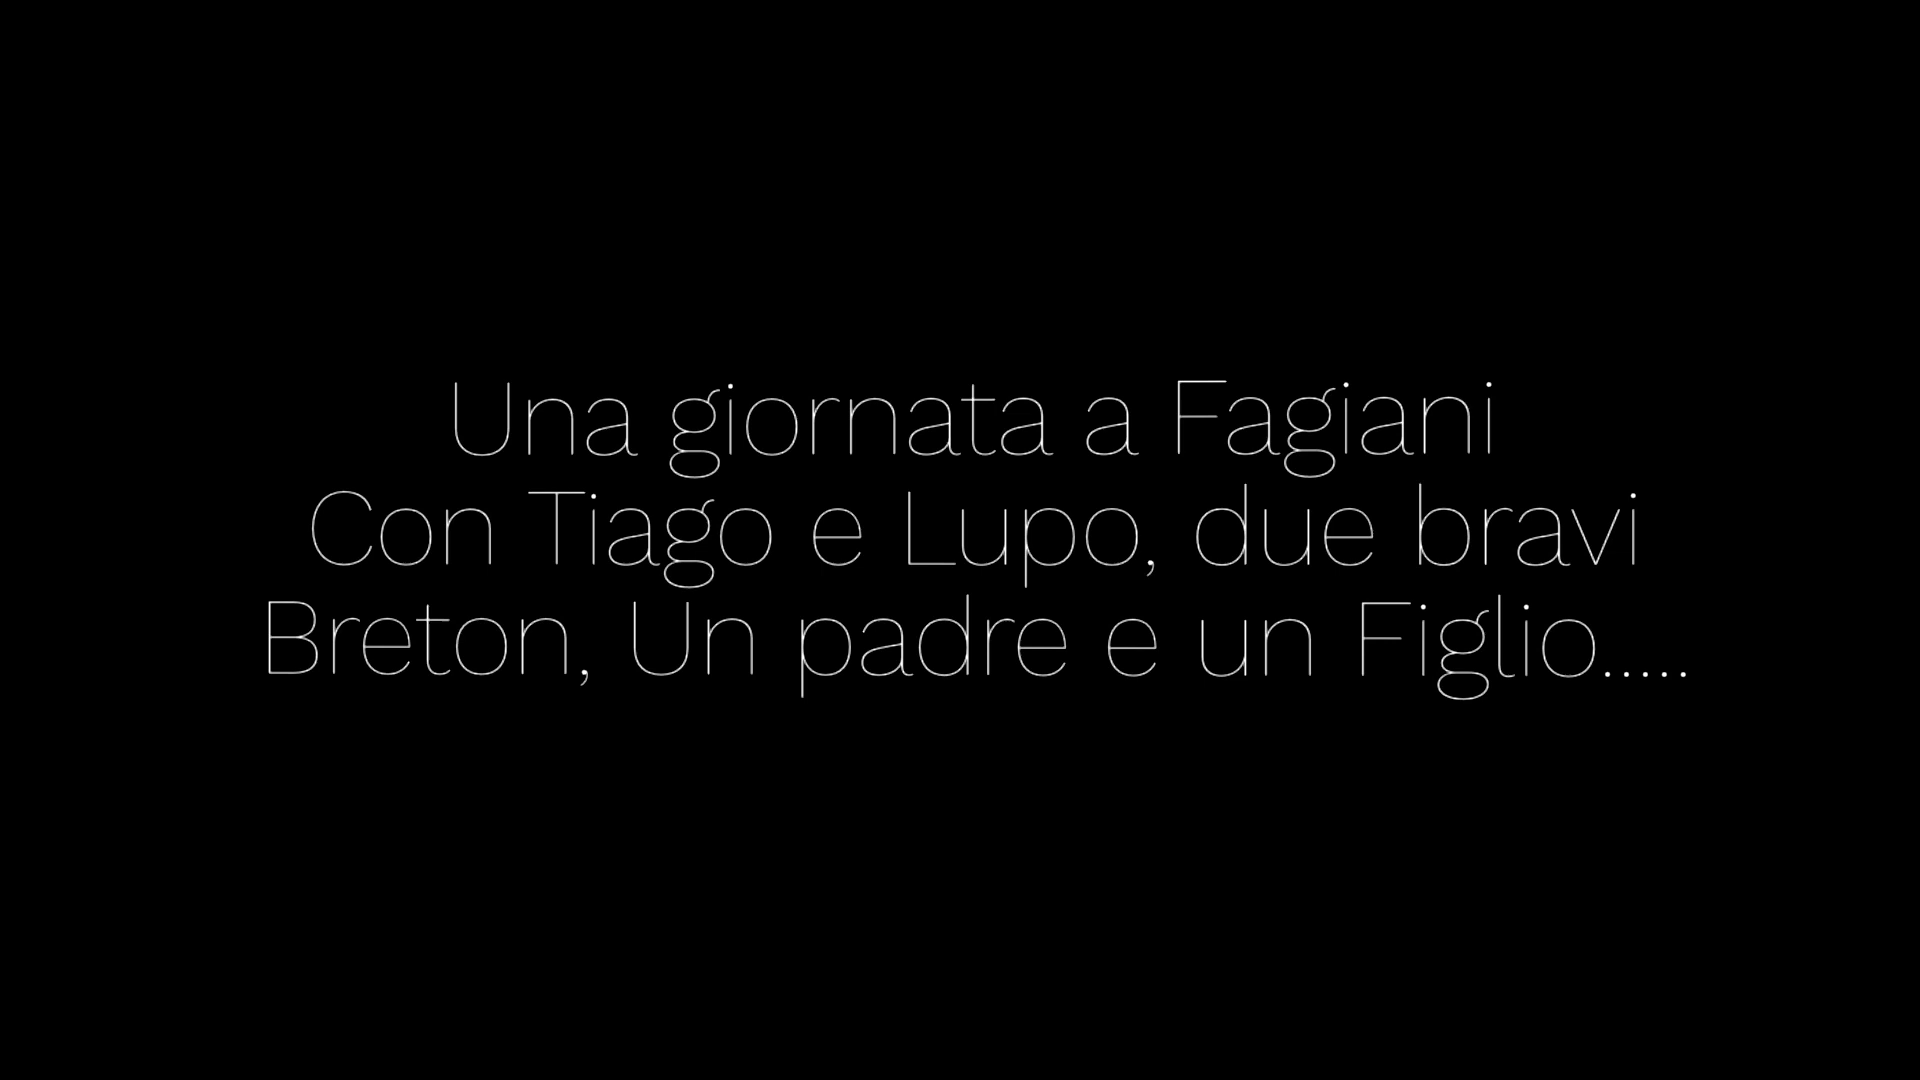 Una giornata a Fagiani
Con Tiago e Lupo, due bravi
Breton, Un padre e un Figlio.....